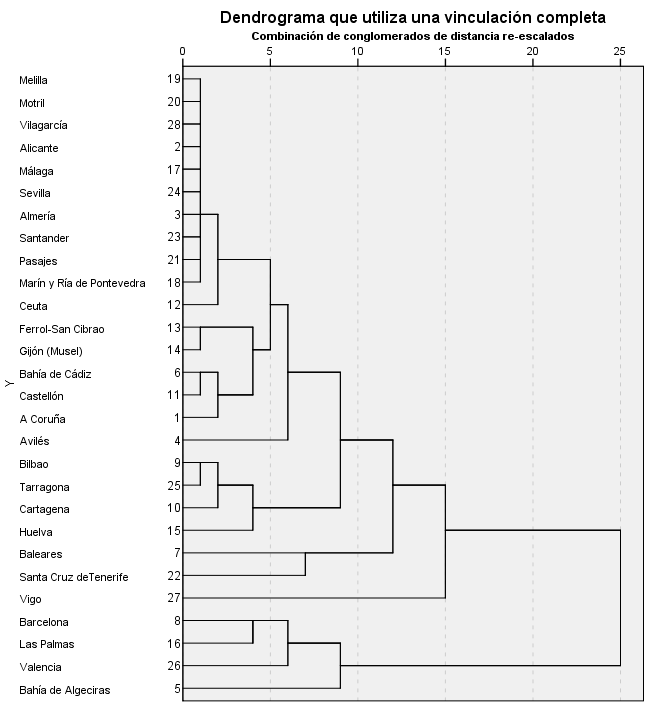 Dendrograma que utiliza una vinculación completa
Combinación de conglomerados de distancia re-escalados
0 5 10 15 20 25
Melilla 19
Motril 20
Vilagarcía 28
Alicante 2
Málaga 17
Sevilla 24
Almería 3
Santander 23
Pasajes 21
Marín y Ría de Pontevedra 18
Ceuta 12
Ferrol-San Cibrao 13
Gijón (Musel) 14
Bahía de Cádiz 6
Castellón 11
A Coruña 1
Y
Avilés 4
Bilbao 9
Tarragona 25
Cartagena 10
Huelva 15
Baleares 7
Santa Cruz deTenerife 22
Vigo 27
Barcelona 8
Las Palmas 16
Valencia 26
Bahía de Algeciras 5